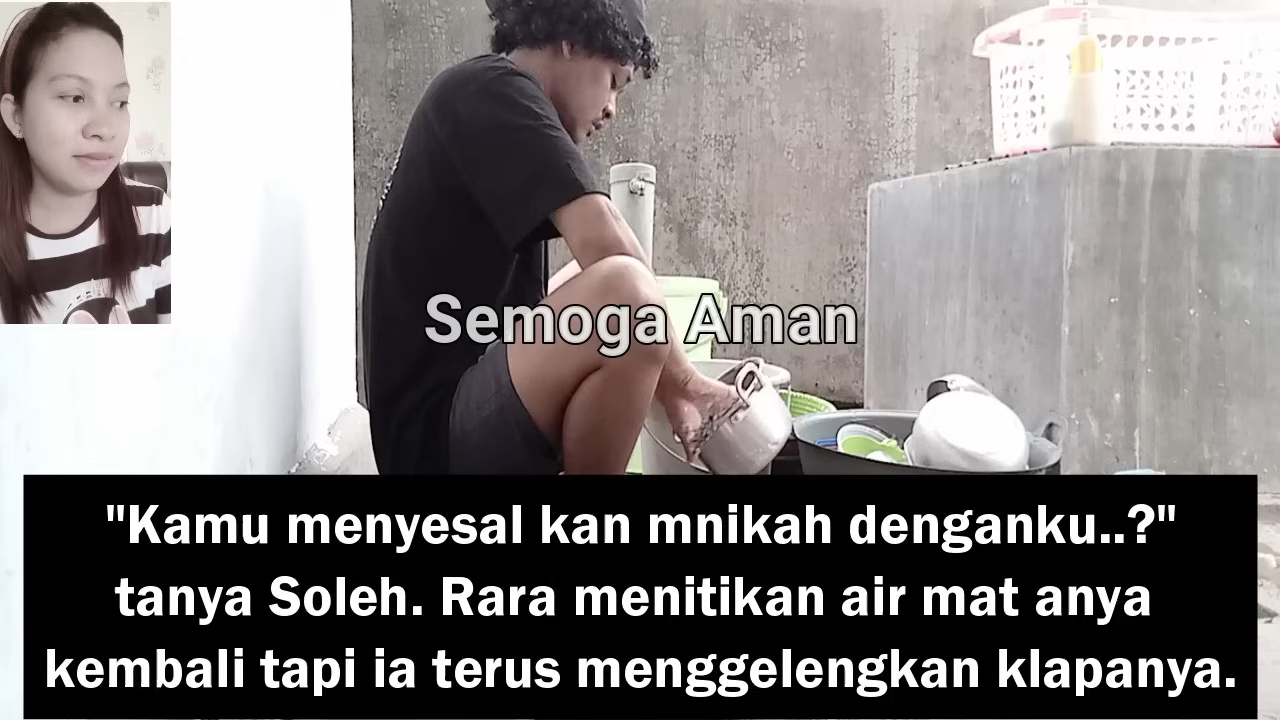 Semoga Aman
"Kamu menyesal kan mnikah denganku..?"
tanya Soleh. Rara menitikan air mat anya
kembali tapi ia terus menggelengkan klapanya.